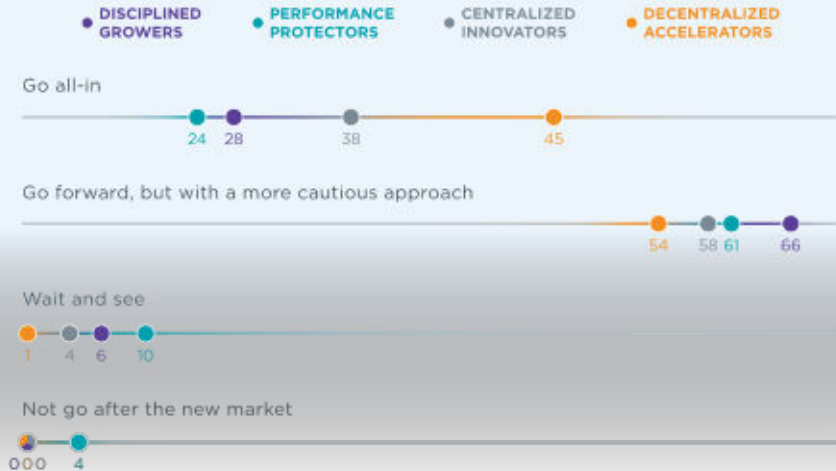 DISCIPLINED
GROWERS
PERFORMANCE
PROTECTORS
CENTRALIZED
INNOVATORS
DECENTRALIZED
ACCELERATORS
Go all-in
24 28 38 45
Go forward, but with a more cautious approach
54 58 61 66
Wait and see
1 4 6 10
Not go after the new market
000 4